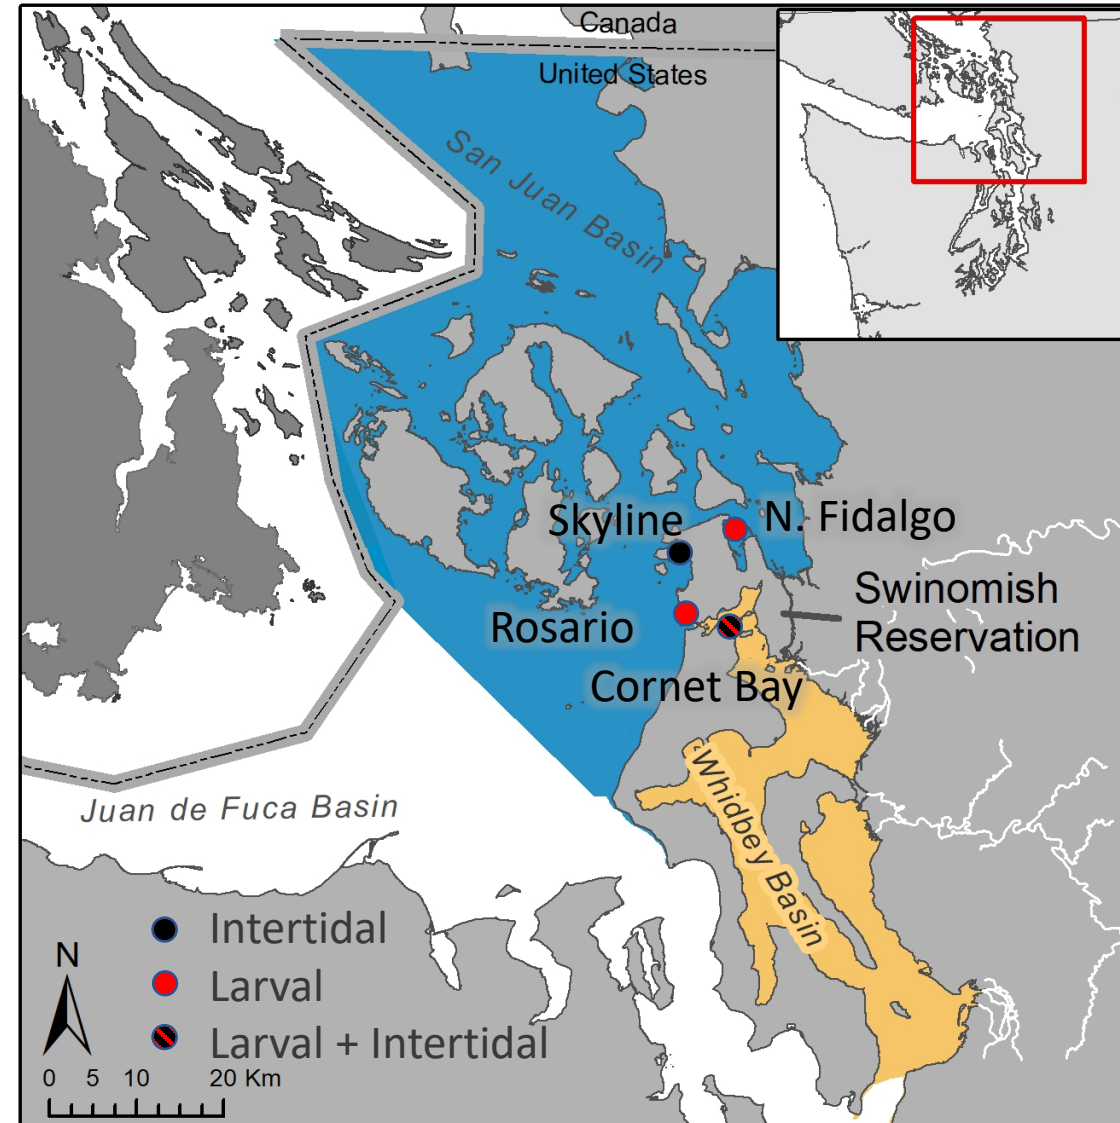 Canada
United States
San Juan Basin
Skyline
N. Fidalgo
Swinomish
Reservation
Rosario
Cornet Bay
Whidbey Basin
Juan de Fuca Basin
Intertidal
Larval
Larval + Intertidal
N
0 5 10 20 Km